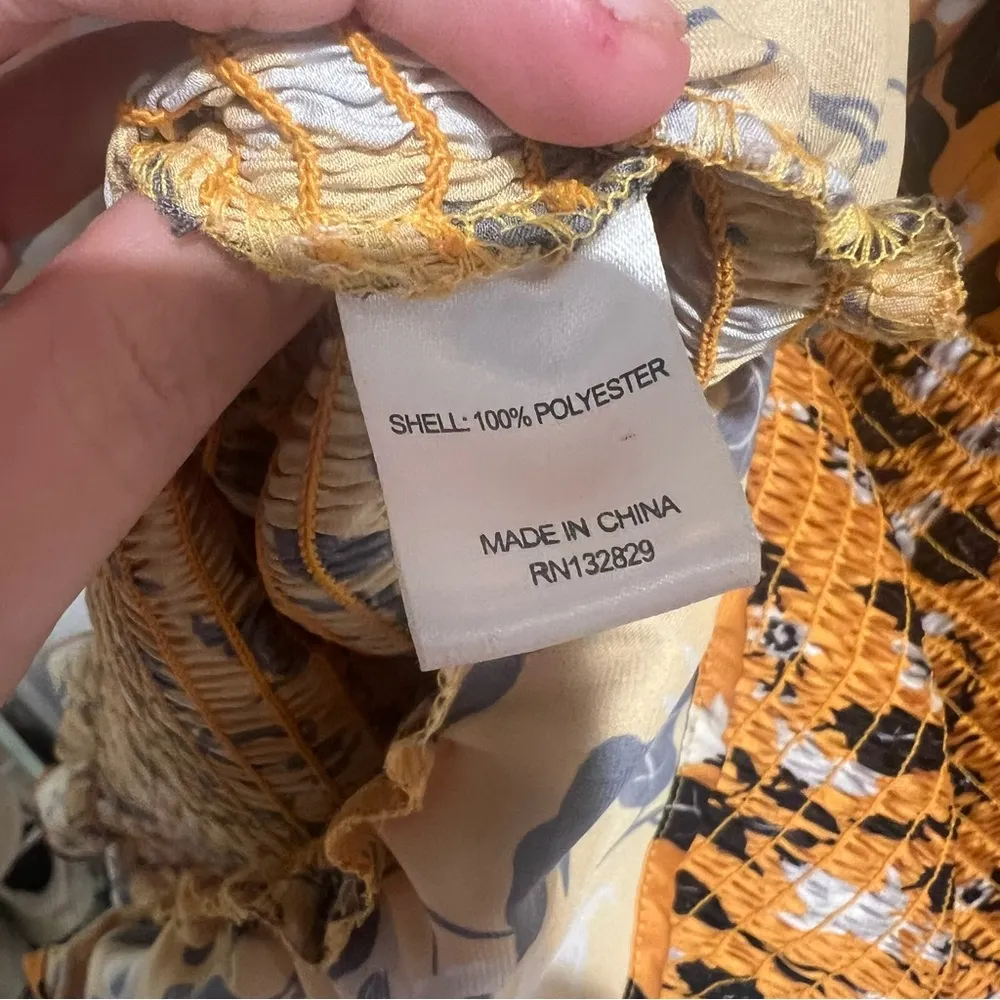 SHELL: 100% POLYESTER
MADE IN CHINA
RN132829